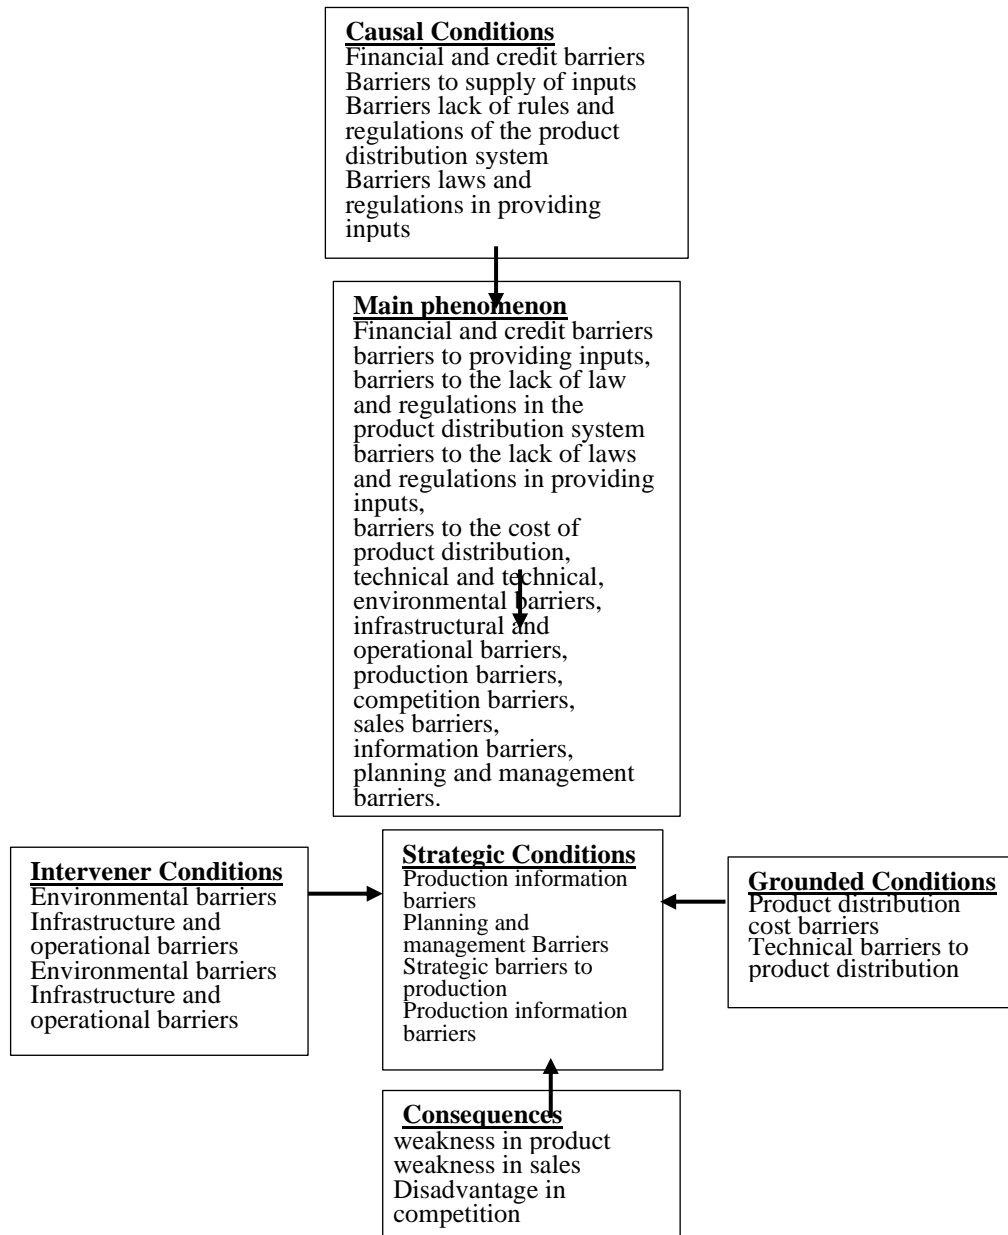 Causal Conditions
Financial and credit barriers
Barriers to supply of inputs
Barriers lack of rules and
regulations of the product
distribution system
Barriers laws and
regulations in providing
inputs
Main phenomenon
Financial and credit barriers
barriers to providing inputs,
barriers to the lack of law
and regulations in the
product distribution system
barriers to the lack of laws
and regulations in providing
inputs,
barriers to the cost of
product distribution,
technical and technical,
environmental barriers,
infrastructural and
operational barriers,
production barriers,
competition barriers,
sales barriers,
information barriers,
planning and management
barriers.
Intervener Conditions
Environmental barriers
Infrastructure and
operational barriers
Environmental barriers
Infrastructure and
operational barriers
Strategic Conditions
Production information
barriers
Planning and
management Barriers
Strategic barriers to
production
Production information
barriers
Grounded Conditions
Product distribution
cost barriers
Technical barriers to
product distribution
Consequences
weakness in product
weakness in sales
Disadvantage in
competition